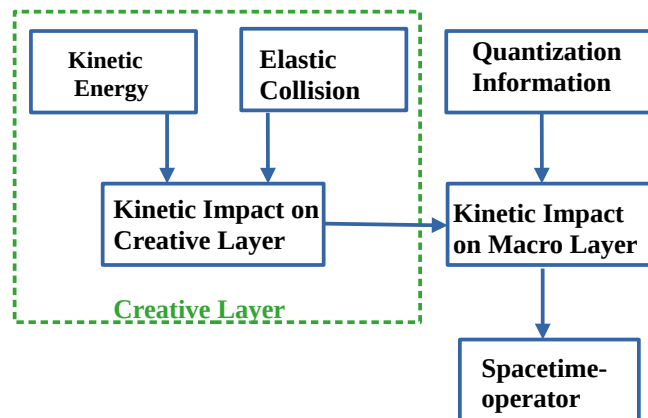 Kinetic
Energy
Elastic
Collision
Quantization
Information
Kinetic Impact on
Creative Layer
Kinetic Impact
on Macro Layer
Creative Layer
Spacetime-
operator